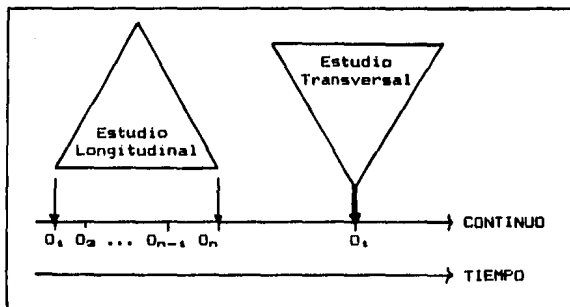 Estudio
Longitudinal
Estudio
Transversal
O₁ O₂ ... Oₙ₋₁ Oₙ
O₁
CONTINUO
TIEMPO